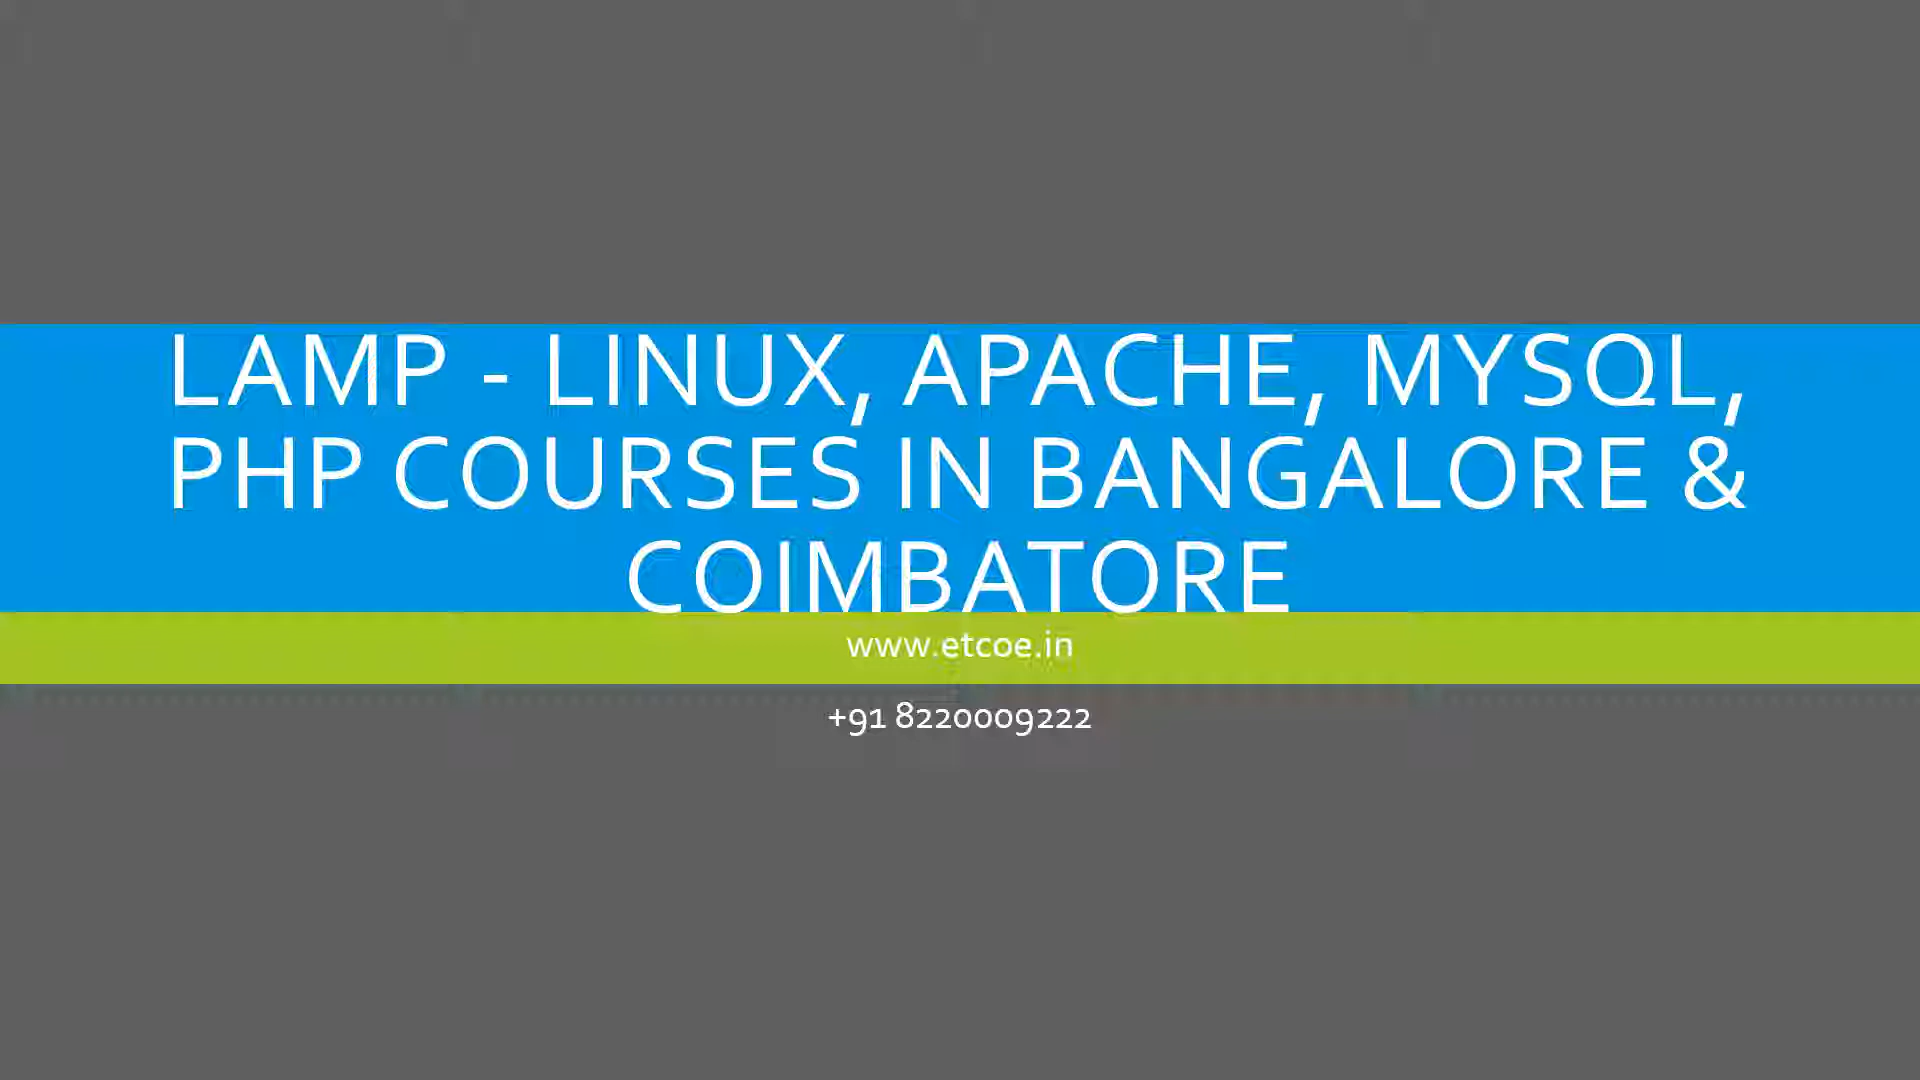 LAMP - LINUX, APACHE, MYSQL,
PHP COURSES IN BANGALORE &
COIMBATORE
www.etcoe.in
+91 8220009222